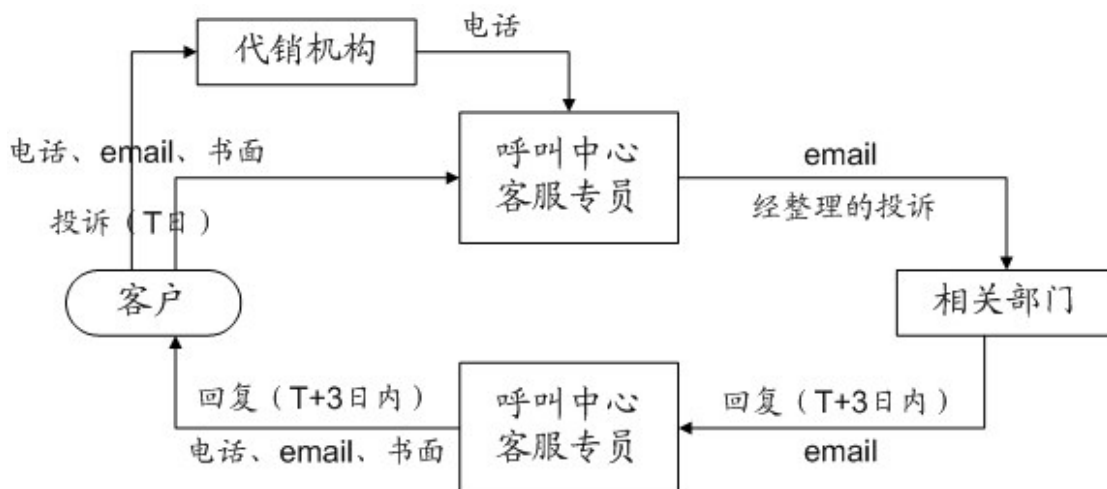 代销机构
电话
电话、email、书面
投诉（T日）
呼叫中心
客服专员
email
经整理的投诉
客户
相关部门
回复（T+3日内）
电话、email、书面
呼叫中心
客服专员
回复（T+3日内）
email